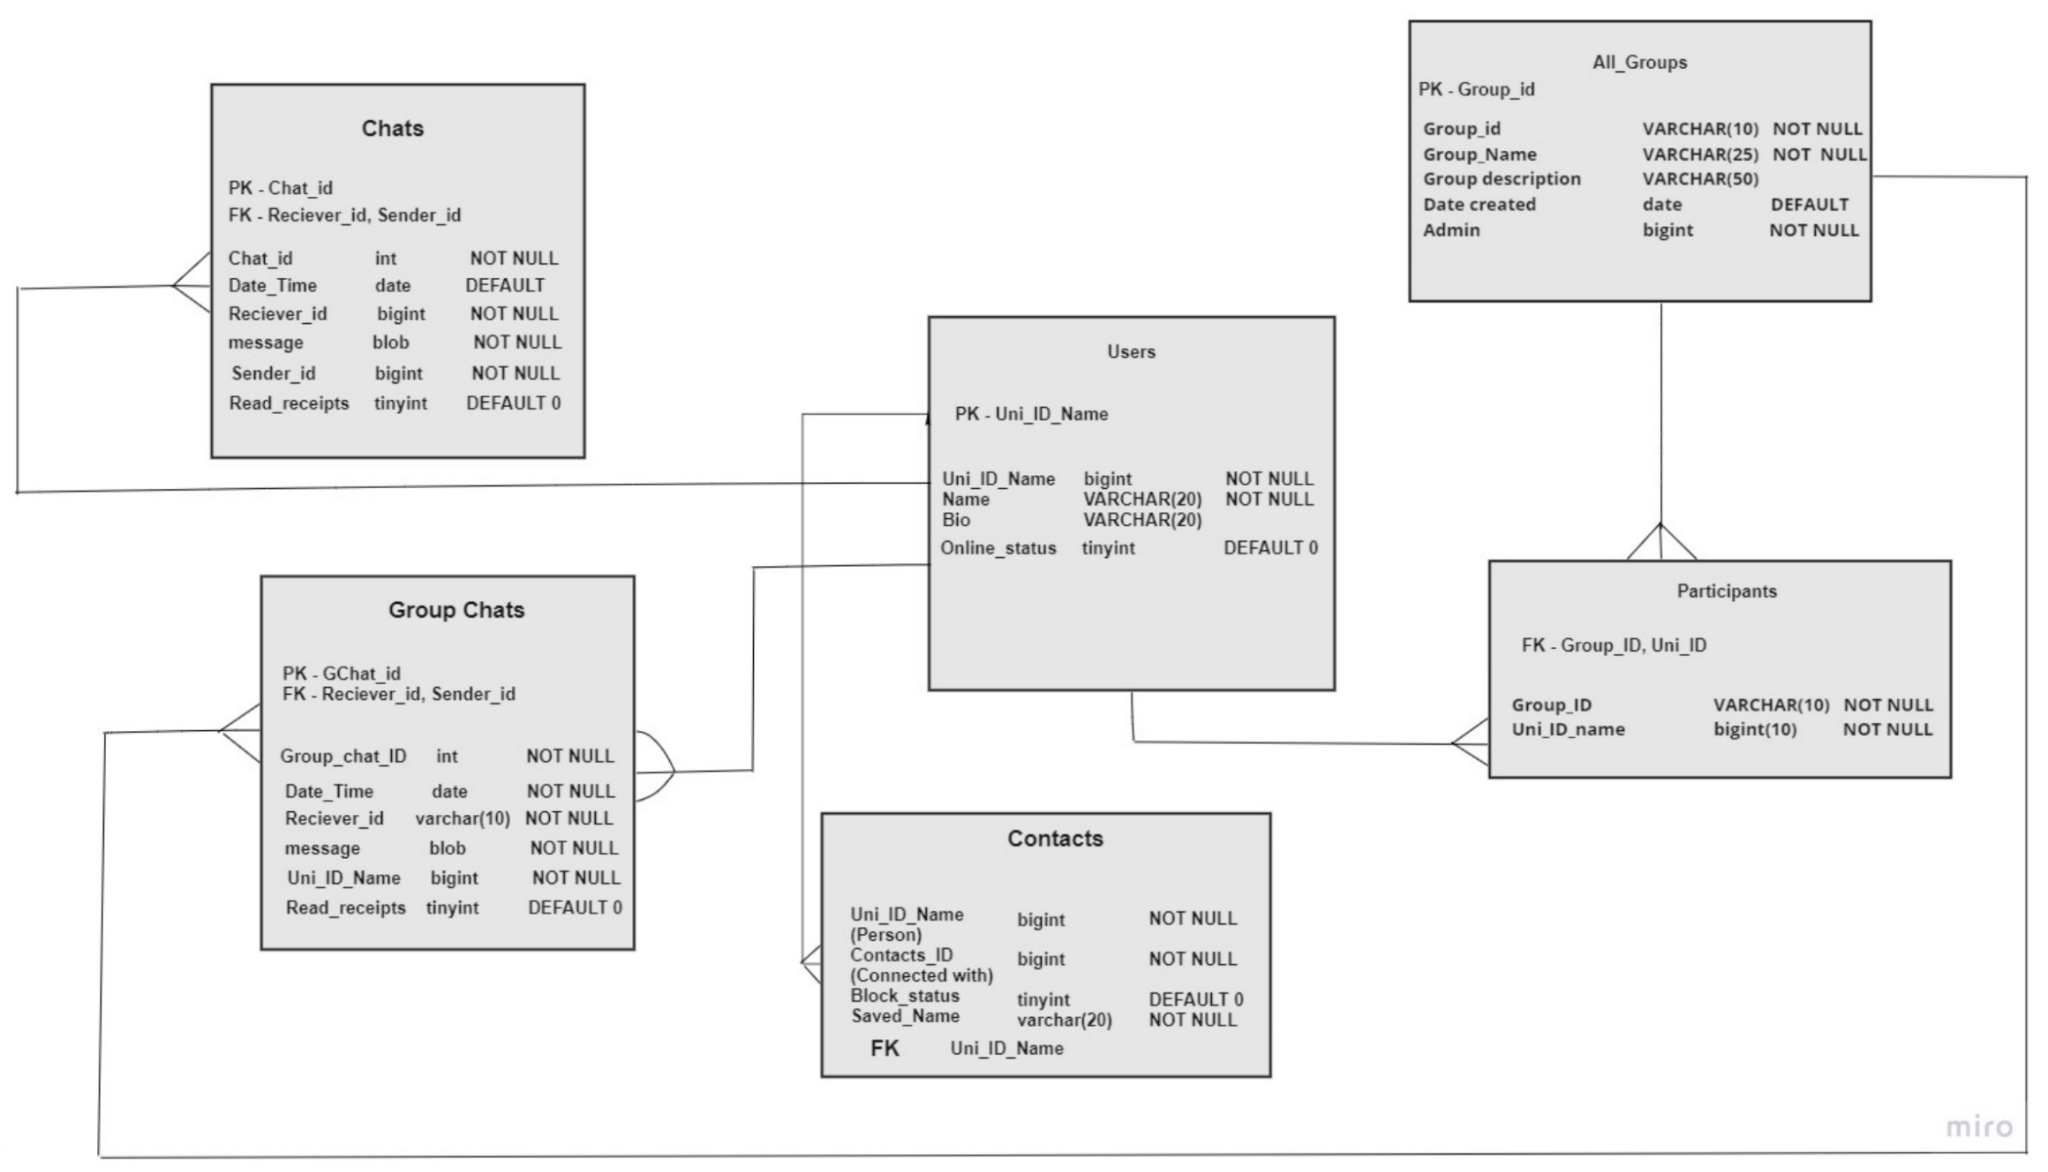 Chats
PK - Chat_id
FK - Reciever_id, Sender_id
Chat_id int NOT NULL
Date_Time date DEFAULT
Reciever_id bigint NOT NULL
message blob NOT NULL
Sender_id bigint NOT NULL
Read_receipts tinyint DEFAULT 0
All_Groups
PK - Group_id
Group_id VARCHAR(10) NOT NULL
Group_Name VARCHAR(25) NOT NULL
Group description VARCHAR(50)
Date created date DEFAULT
Admin bigint NOT NULL
Users
PK - Uni_ID_Name
Uni_ID_Name bigint NOT NULL
Name VARCHAR(20) NOT NULL
Bio VARCHAR(20)
Online_status tinyint DEFAULT 0
Group Chats
PK - GChat_id
FK - Reciever_id, Sender_id
Group_chat_ID int NOT NULL
Date_Time date NOT NULL
Reciever_id varchar(10) NOT NULL
message blob NOT NULL
Uni_ID_Name bigint NOT NULL
Read_receipts tinyint DEFAULT 0
Participants
FK - Group_ID, Uni_ID
Group_ID VARCHAR(10) NOT NULL
Uni_ID_name bigint(10) NOT NULL
Contacts
Uni_ID_Name bigint NOT NULL
(Person)
Contacts_ID bigint NOT NULL
(Connected with)
Block_status tinyint DEFAULT 0
Saved_Name varchar(20) NOT NULL
FK Uni_ID_Name
miro